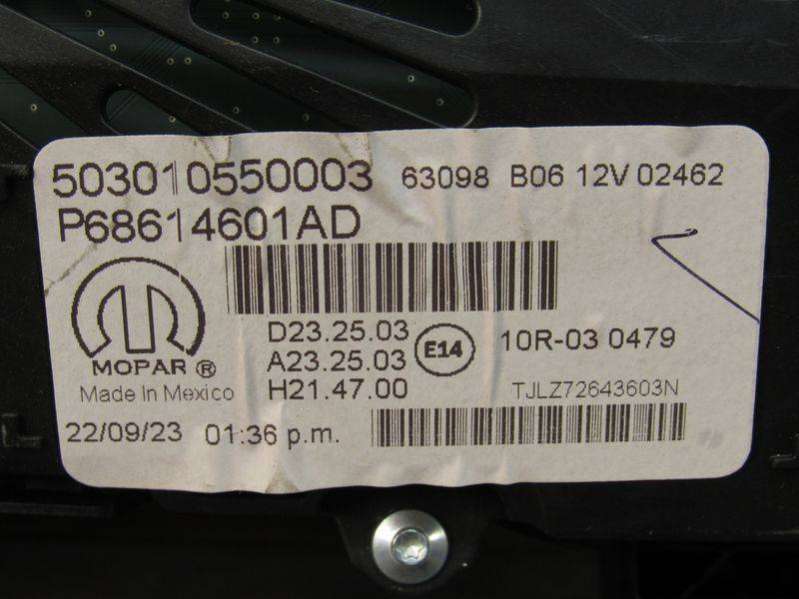 503010550003 63098 B06 12V 02462
P68614601AD
MOPAR ®
Made In Mexico
D23.25.03
A23.25.03
H21.47.00
E14
10R-03 0479
TJLZ72643603N
22/09/23 01:36 p.m.